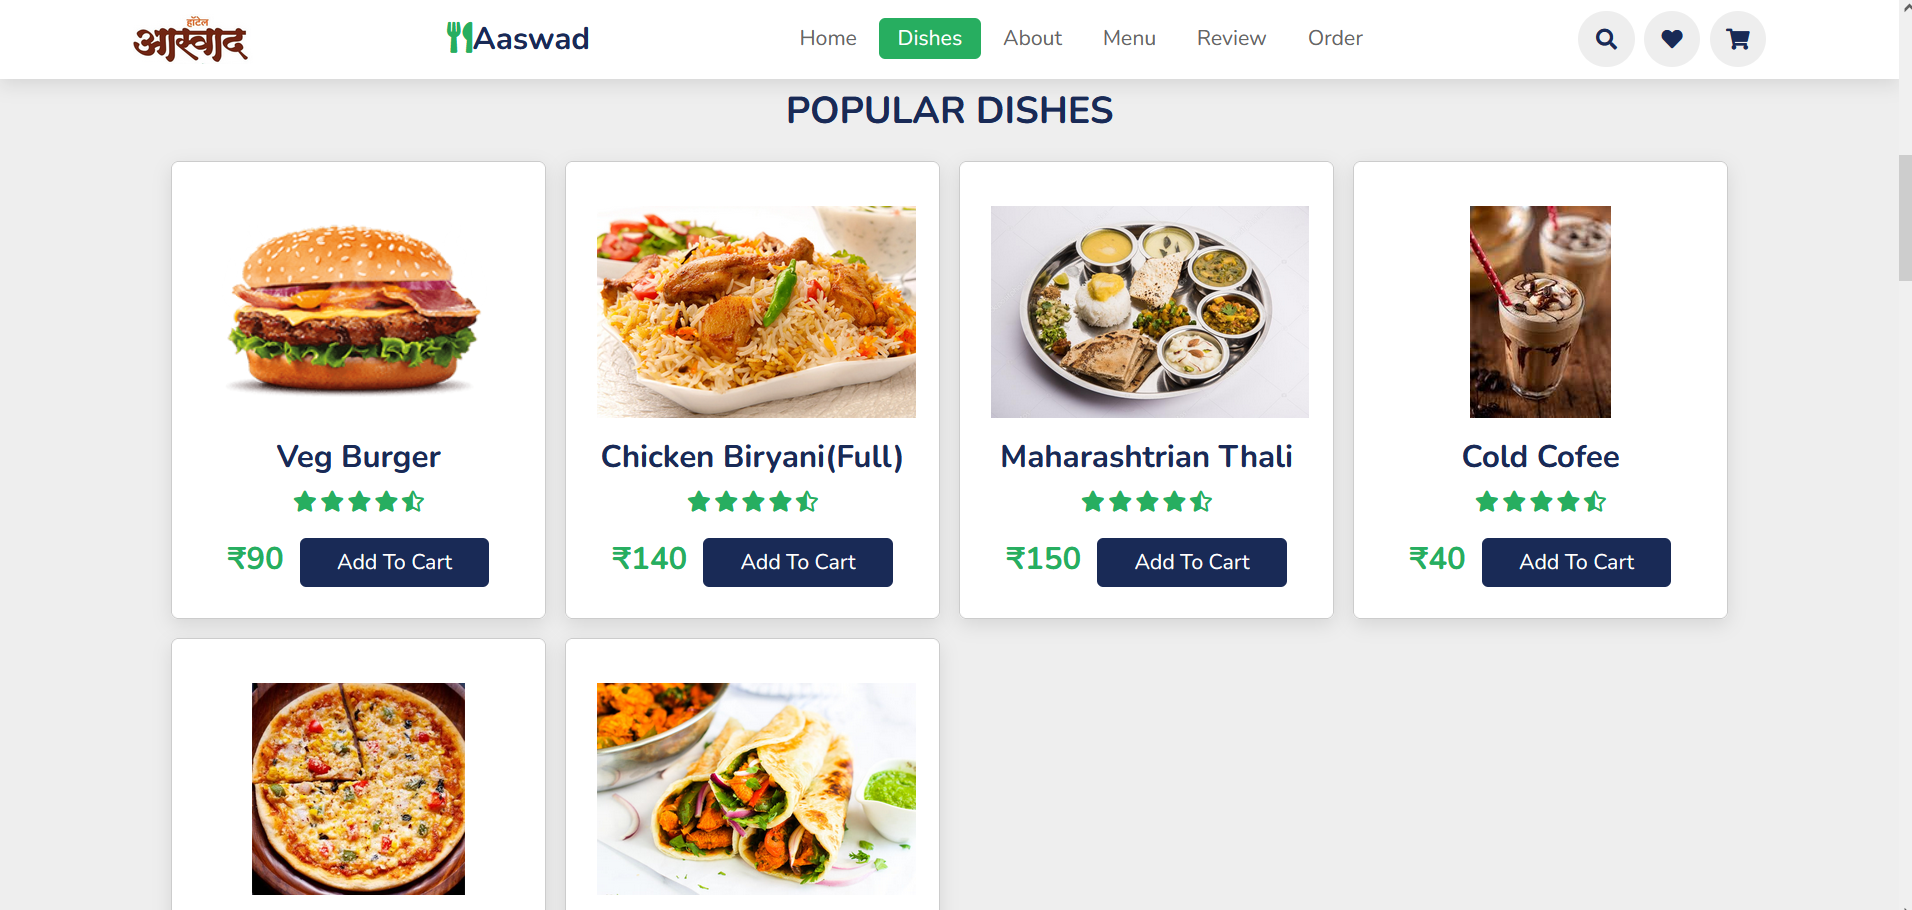 हॉटेल
आस्वाद
Aaswad
Home Dishes About Menu Review Order
POPULAR DISHES
Veg Burger
₹90 Add To Cart
Chicken Biryani(Full)
₹140 Add To Cart
Maharashtrian Thali
₹150 Add To Cart
Cold Cofee
₹40 Add To Cart